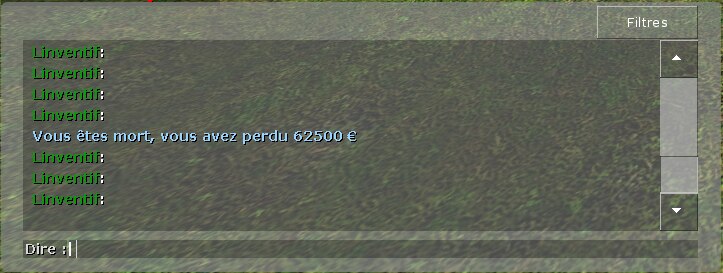 Filtres
Linventif:
Linventif:
Linventif:
Linventif:
Vous êtes mort, vous avez perdu 62500 €
Linventif:
Linventif:
Linventif:
Dire :